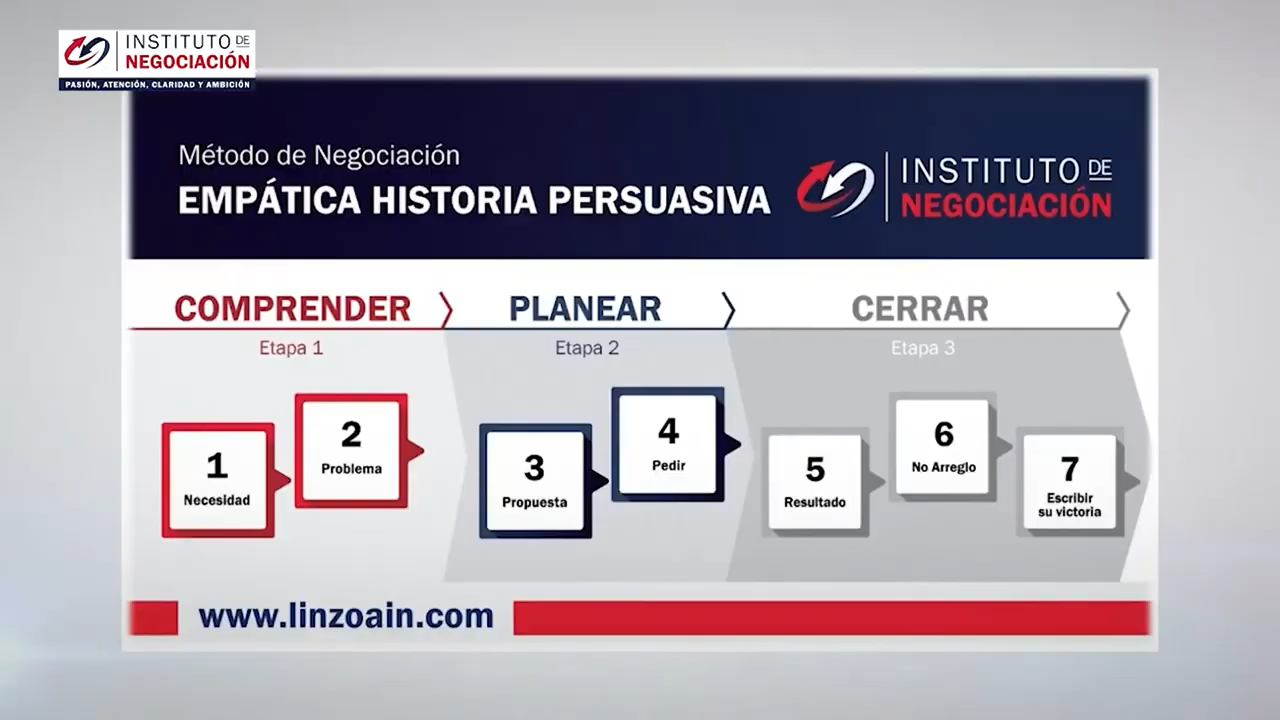 INSTITUTO DE
NEGOCIACIÓN
PASIÓN, ATENCIÓN, CLARIDAD Y AMBICIÓN
Método de Negociación
EMPÁTICA HISTORIA PERSUASIVA
INSTITUTO DE
NEGOCIACIÓN
COMPRENDER
Etapa 1
PLANEAR
Etapa 2
CERRAR
Etapa 3
1
Necesidad
2
Problema
3
Propuesta
4
Pedir
5
Resultado
6
No Arreglo
7
Escribir
su victoria
www.linzoain.com